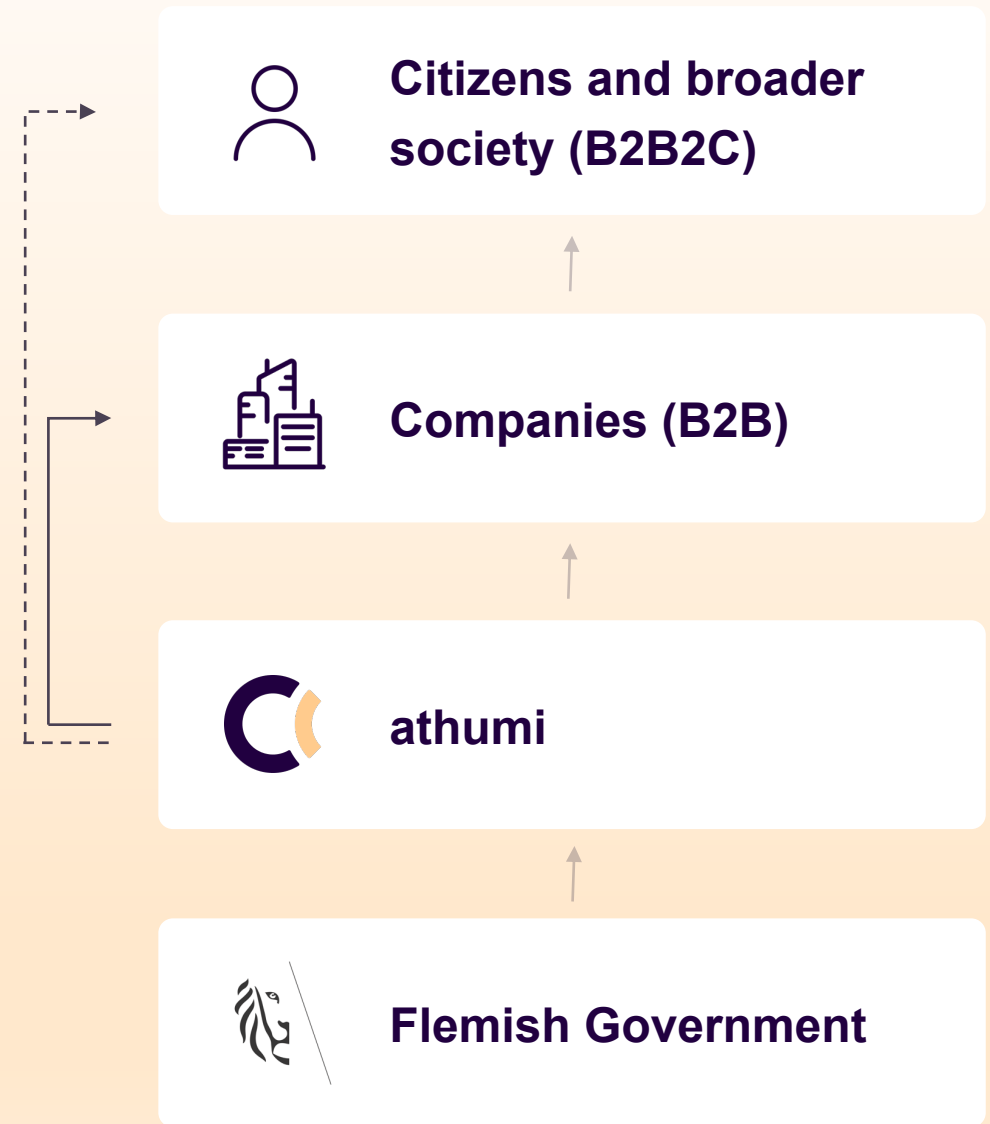 Citizens and broader
society (B2B2C)
Companies (B2B)
athumi
Flemish Government